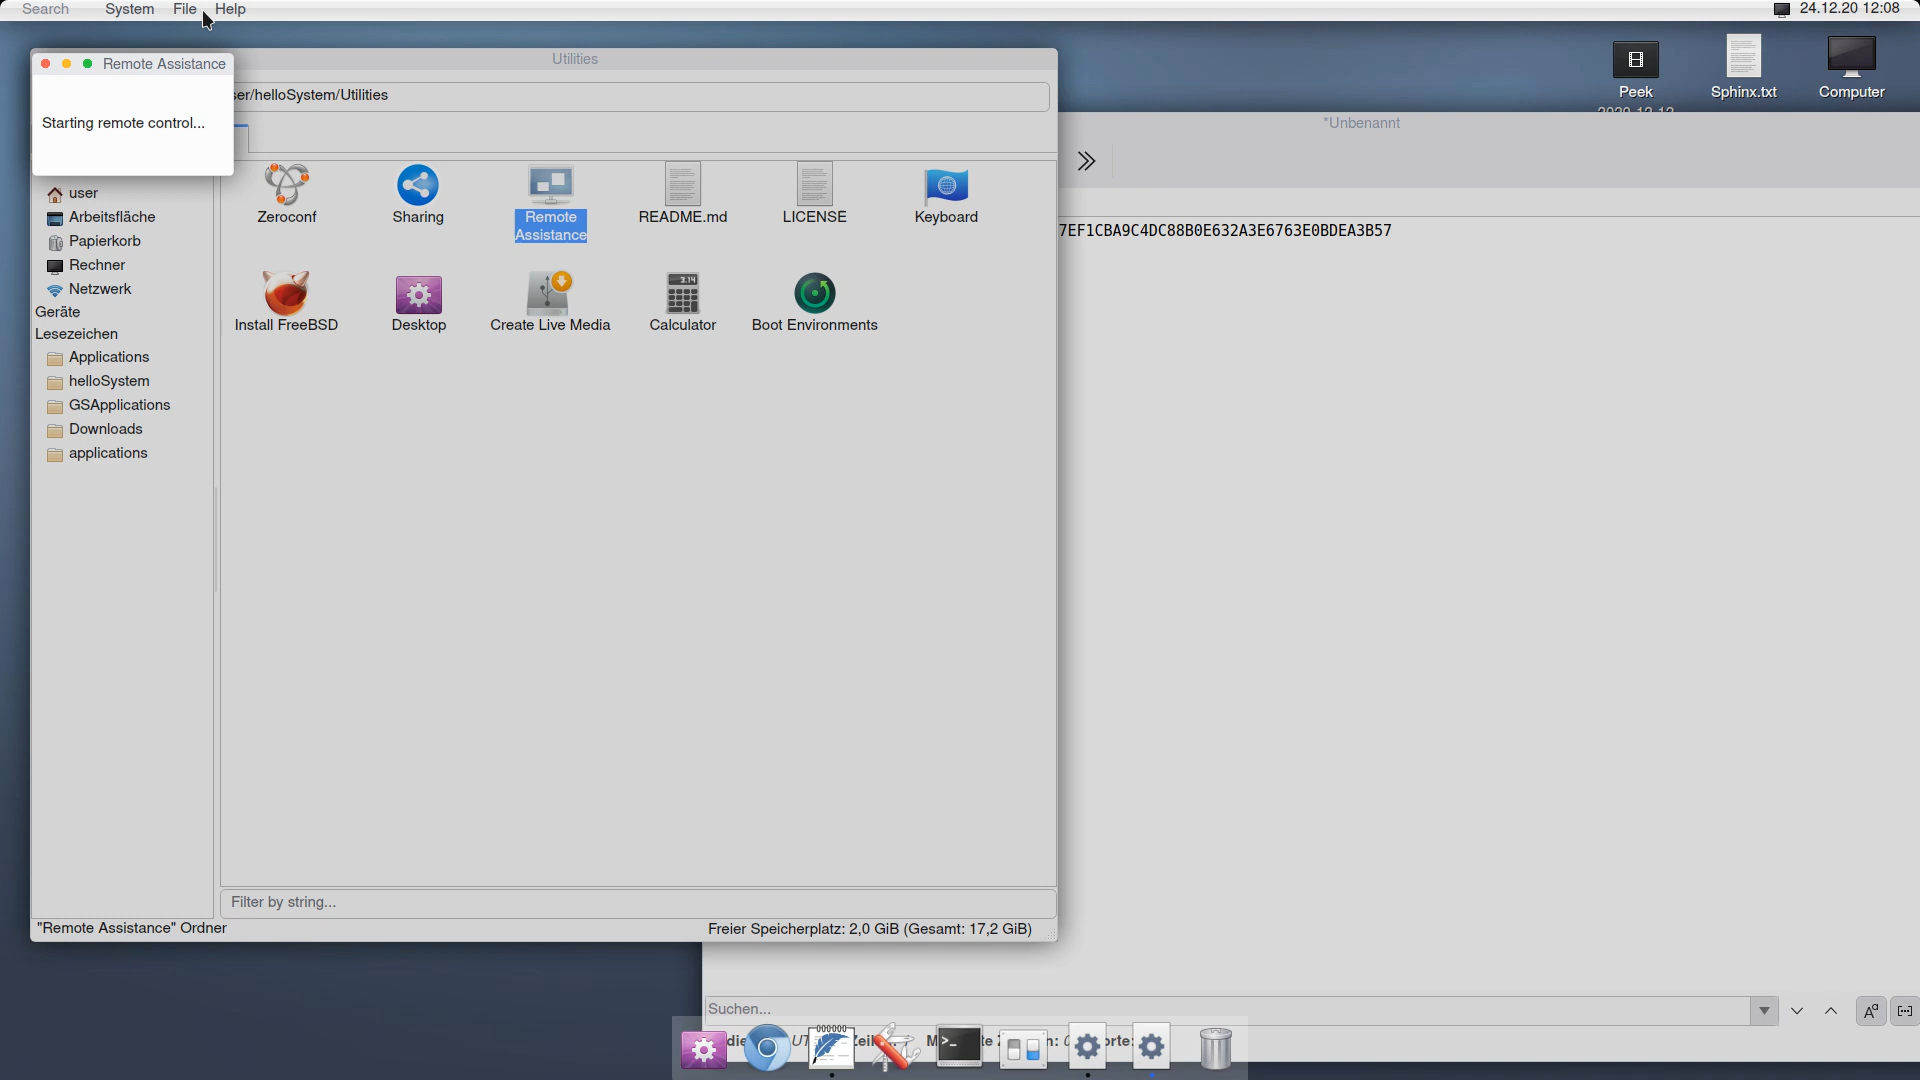 Search System File Help 24.12.20 12:08
Utilities
Remote Assistance
Starting remote control...
ser/helloSystem/Utilities
Peek
Sphinx.txt
Computer
*Unbenannt
7EF1CBA9C4DC88B0E632A3E6763E0BDEA3B57
user
Arbeitsfläche
Papierkorb
Rechner
Netzwerk
Geräte
Lesezeichen
Applications
helloSystem
GSApplications
Downloads
applications
Zeroconf
Sharing
Remote
Assistance
README.md
LICENSE
Keyboard
Install FreeBSD
Desktop
Create Live Media
3.14
Calculator
Boot Environments
Filter by string...
"Remote Assistance" Ordner
Freier Speicherplatz: 2,0 GiB (Gesamt: 17,2 GiB)
Suchen...